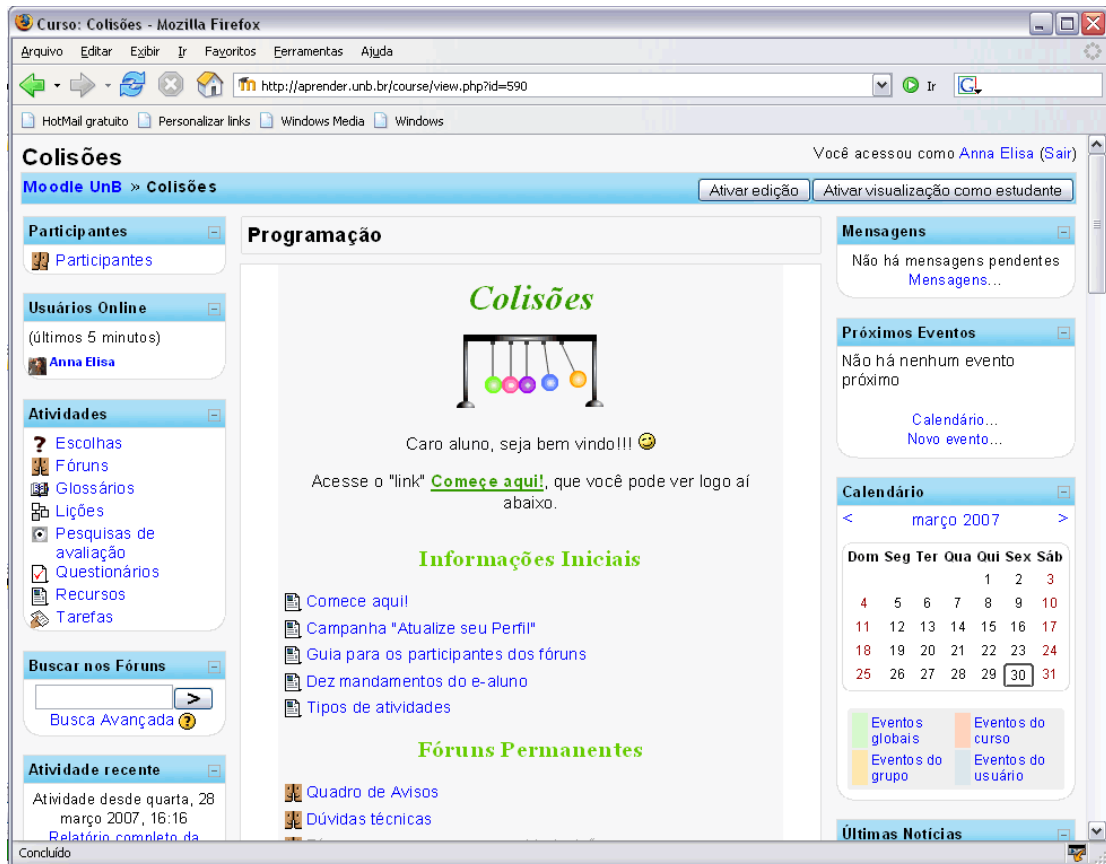 Curso: Colisões - Mozilla Firefox
Arquivo Editar Exibir Ir Favoritos Ferramentas Ajuda
http://aprender.unb.br/course/view.php?id=590
Ir
HotMail gratuito Personalizar links Windows Media Windows
Colisões
Você acessou como Anna Elisa (Sair)
Moodle UnB » Colisões
Ativar edição
Ativar visualização como estudante
Participantes
Participantes
Usuários Online
(últimos 5 minutos)
Anna Elisa
Atividades
Escolhas
Fóruns
Glossários
Lições
Pesquisas de
avaliação
Questionários
Recursos
Tarefas
Buscar nos Fóruns
>
Busca Avançada
Atividade recente
Atividade desde quarta, 28
março 2007, 16:16
Relatório completo da
Programação
Colisões
Caro aluno, seja bem vindo!!!
Acesse o "link" Começe aqui!, que você pode ver logo aí
abaixo.
Informações Iniciais
Comece aqui!
Campanha "Atualize seu Perfil"
Guia para os participantes dos fóruns
Dez mandamentos do e-aluno
Tipos de atividades
Fóruns Permanentes
Quadro de Avisos
Dúvidas técnicas
Mensagens
Não há mensagens pendentes
Mensagens...
Próximos Eventos
Não há nenhum evento
próximo
Calendário...
Novo evento...
Calendário
< março 2007 >
Dom Seg Ter Qua Qui Sex Sáb
1 2 3
4 5 6 7 8 9 10
11 12 13 14 15 16 17
18 19 20 21 22 23 24
25 26 27 28 29 30 31
Eventos globais
Eventos do curso
Eventos do grupo
Eventos do usuário
Últimas Notícias
Concluído